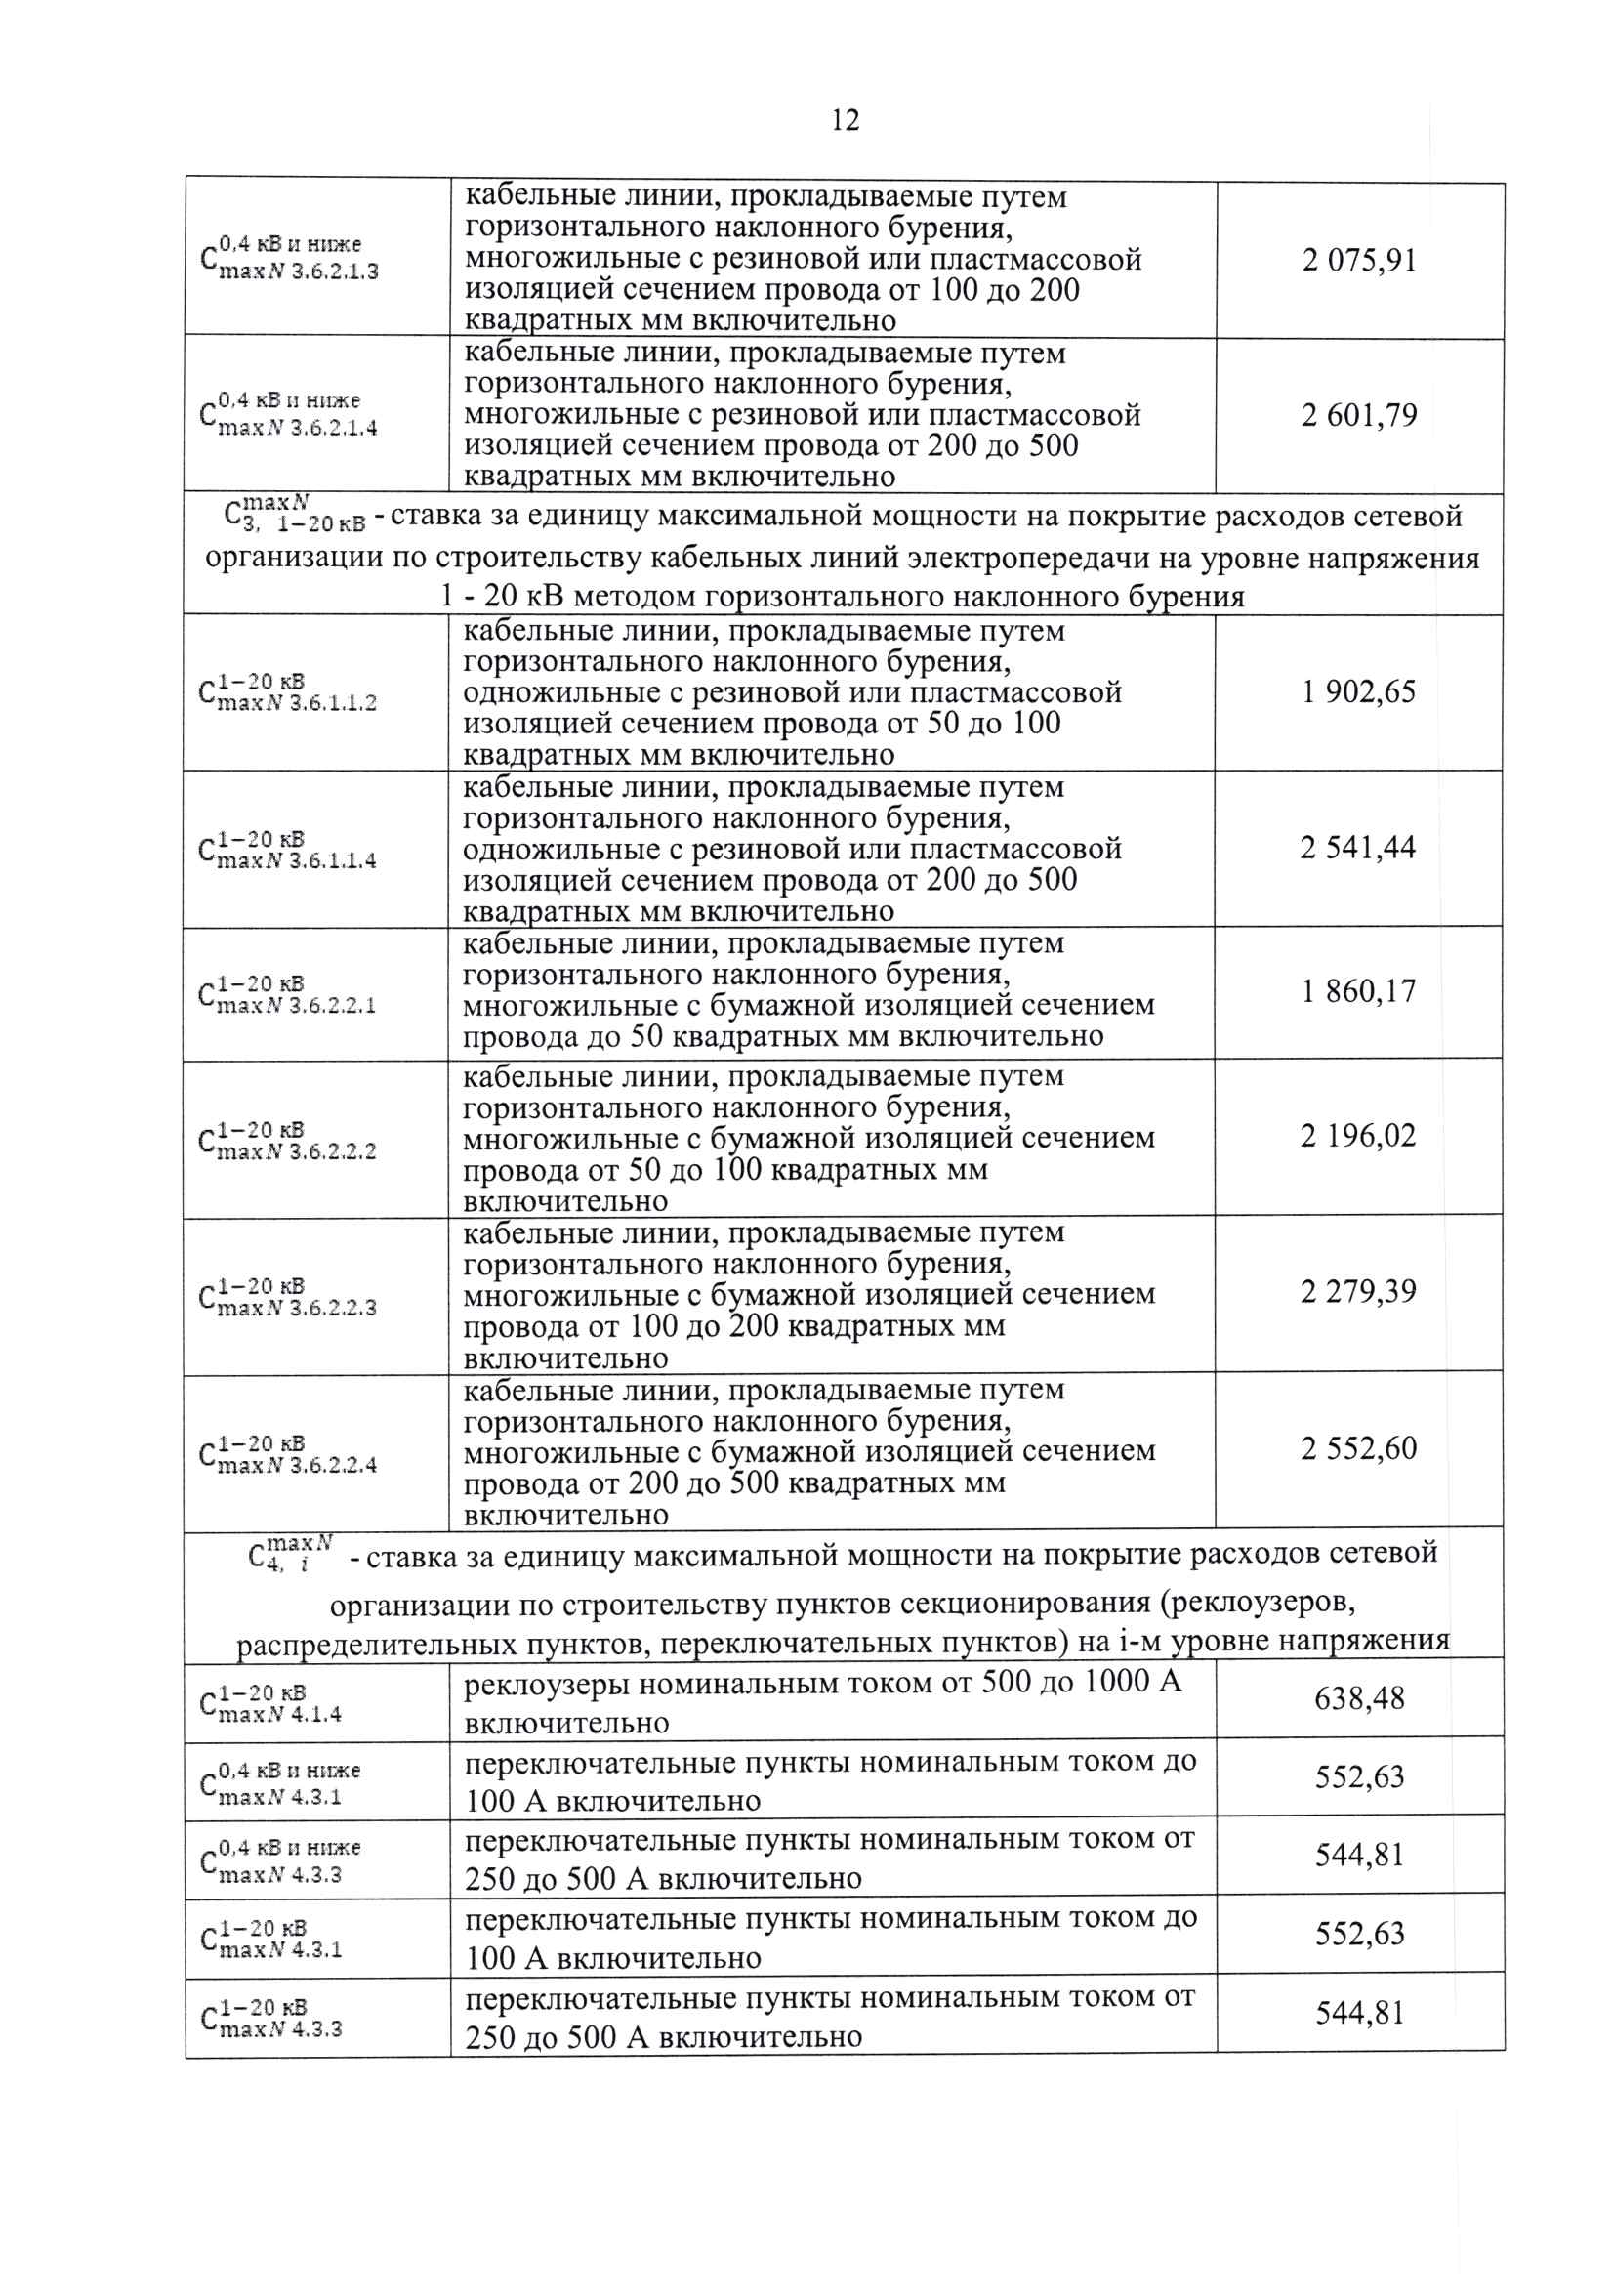 12
кабельные линии, прокладываемые путем
горизонтального наклонного бурения,
C^{0,4 кВ и ниже}_{maxN 3.6.2.1.3} многожильные с резиновой или пластмассовой 2 075,91
изоляцией сечением провода от 100 до 200
квадратных мм включительно
кабельные линии, прокладываемые путем
горизонтального наклонного бурения,
C^{0,4 кВ и ниже}_{maxN 3.6.2.1.4} многожильные с резиновой или пластмассовой 2 601,79
изоляцией сечением провода от 200 до 500
квадратных мм включительно
C^{maxN}_{3, 1–20 кВ} - ставка за единицу максимальной мощности на покрытие расходов сетевой
организации по строительству кабельных линий электропередачи на уровне напряжения
1 - 20 кВ методом горизонтального наклонного бурения
кабельные линии, прокладываемые путем
горизонтального наклонного бурения,
C^{1–20 кВ}_{maxN 3.6.1.1.2} одножильные с резиновой или пластмассовой 1 902,65
изоляцией сечением провода от 50 до 100
квадратных мм включительно
кабельные линии, прокладываемые путем
горизонтального наклонного бурения,
C^{1–20 кВ}_{maxN 3.6.1.1.4} одножильные с резиновой или пластмассовой 2 541,44
изоляцией сечением провода от 200 до 500
квадратных мм включительно
кабельные линии, прокладываемые путем
горизонтального наклонного бурения,
C^{1–20 кВ}_{maxN 3.6.2.2.1} многожильные с бумажной изоляцией сечением 1 860,17
провода до 50 квадратных мм включительно
кабельные линии, прокладываемые путем
горизонтального наклонного бурения,
C^{1–20 кВ}_{maxN 3.6.2.2.2} многожильные с бумажной изоляцией сечением 2 196,02
провода от 50 до 100 квадратных мм
включительно
кабельные линии, прокладываемые путем
горизонтального наклонного бурения,
C^{1–20 кВ}_{maxN 3.6.2.2.3} многожильные с бумажной изоляцией сечением 2 279,39
провода от 100 до 200 квадратных мм
включительно
кабельные линии, прокладываемые путем
горизонтального наклонного бурения,
C^{1–20 кВ}_{maxN 3.6.2.2.4} многожильные с бумажной изоляцией сечением 2 552,60
провода от 200 до 500 квадратных мм
включительно
C^{maxN}_{4, i} - ставка за единицу максимальной мощности на покрытие расходов сетевой
организации по строительству пунктов секционирования (реклоузеров,
распределительных пунктов, переключательных пунктов) на i-м уровне напряжения
C^{1–20 кВ}_{maxN 4.1.4} реклоузеры номинальным током от 500 до 1000 А 638,48
включительно
C^{0,4 кВ и ниже}_{maxN 4.3.1} переключательные пункты номинальным током до 552,63
100 А включительно
C^{0,4 кВ и ниже}_{maxN 4.3.3} переключательные пункты номинальным током от 544,81
250 до 500 А включительно
C^{1–20 кВ}_{maxN 4.3.1} переключательные пункты номинальным током до 552,63
100 А включительно
C^{1–20 кВ}_{maxN 4.3.3} переключательные пункты номинальным током от 544,81
250 до 500 А включительно